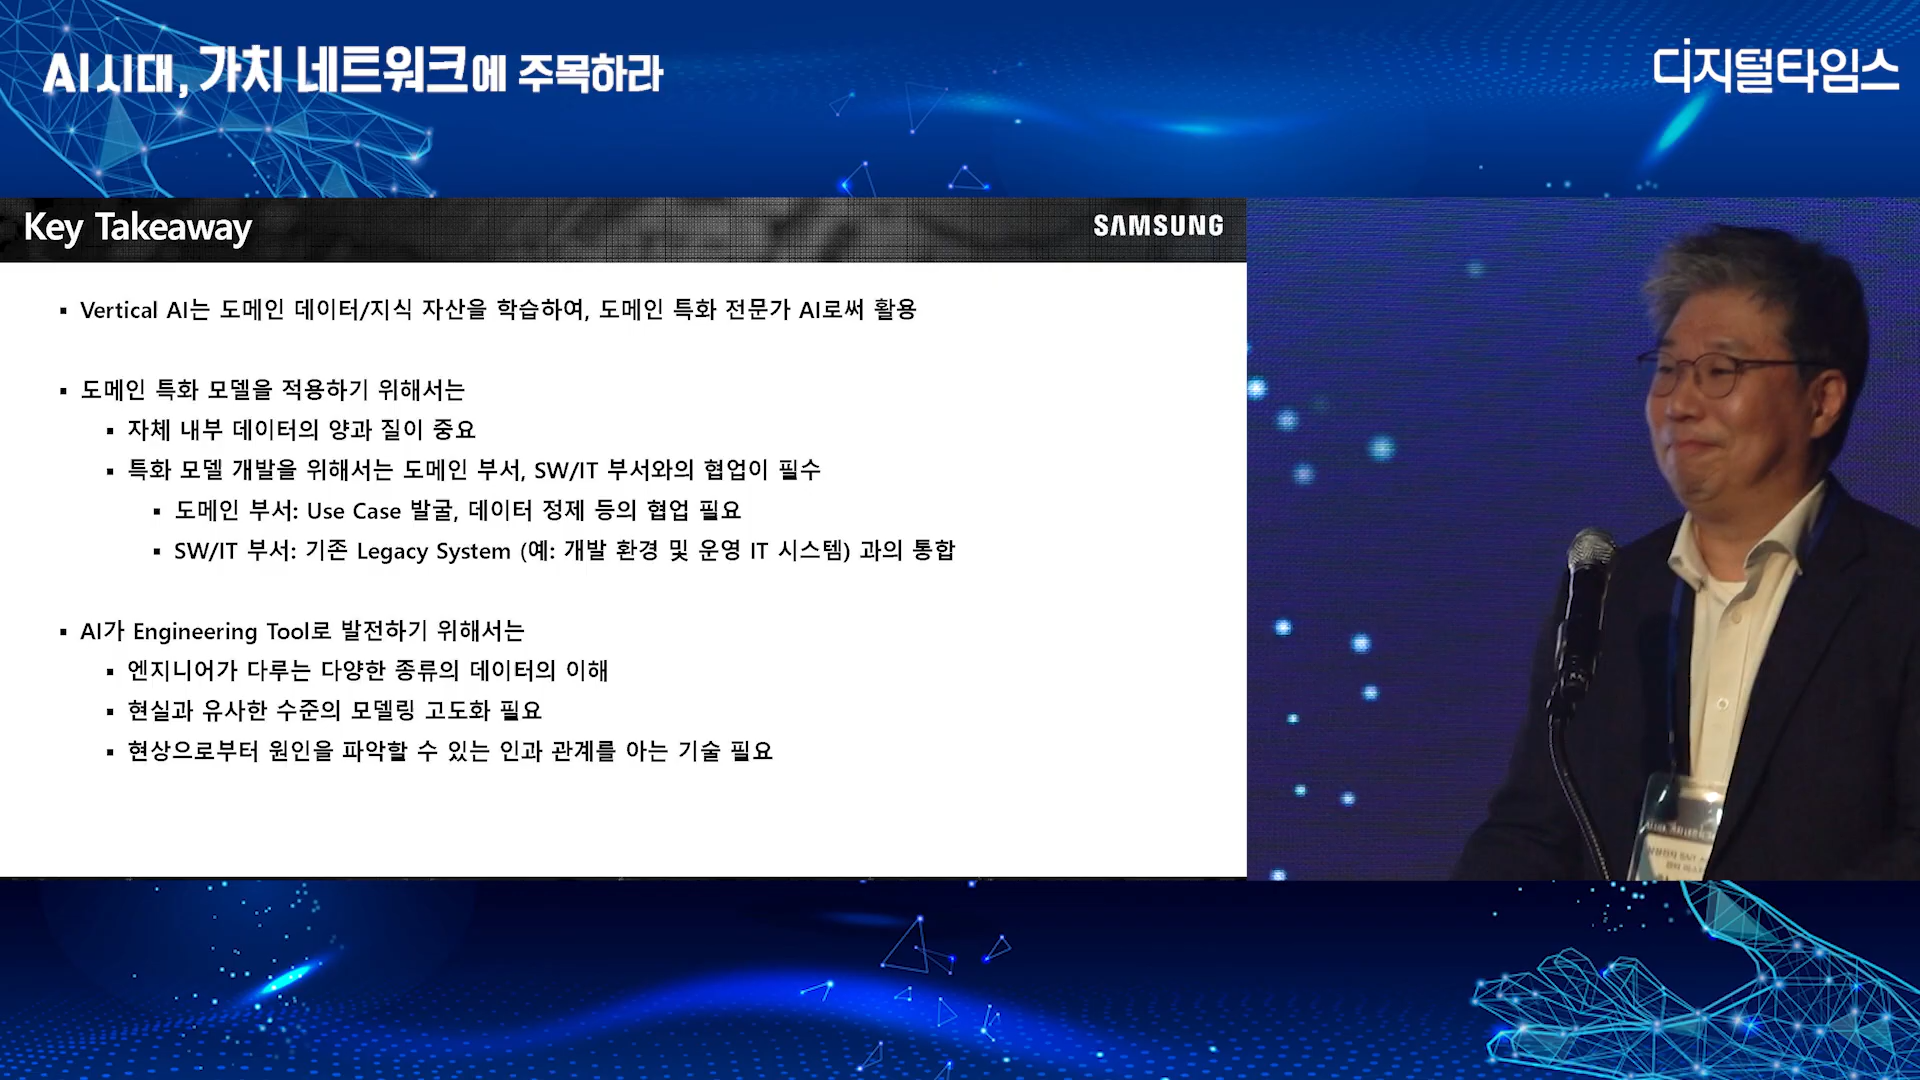 AI 시대, 가치 네트워크에 주목하라
디지털타임스
Key Takeaway
SAMSUNG
▪ Vertical AI는 도메인 데이터/지식 자산을 학습하여, 도메인 특화 전문가 AI로써 활용
▪ 도메인 특화 모델을 적용하기 위해서는
▪ 자체 내부 데이터의 양과 질이 중요
▪ 특화 모델 개발을 위해서는 도메인 부서, SW/IT 부서와의 협업이 필수
▪ 도메인 부서: Use Case 발굴, 데이터 정제 등의 협업 필요
▪ SW/IT 부서: 기존 Legacy System (예: 개발 환경 및 운영 IT 시스템) 과의 통합
▪ AI가 Engineering Tool로 발전하기 위해서는
▪ 엔지니어가 다루는 다양한 종류의 데이터의 이해
▪ 현실과 유사한 수준의 모델링 고도화 필요
▪ 현상으로부터 원인을 파악할 수 있는 인과 관계를 아는 기술 필요